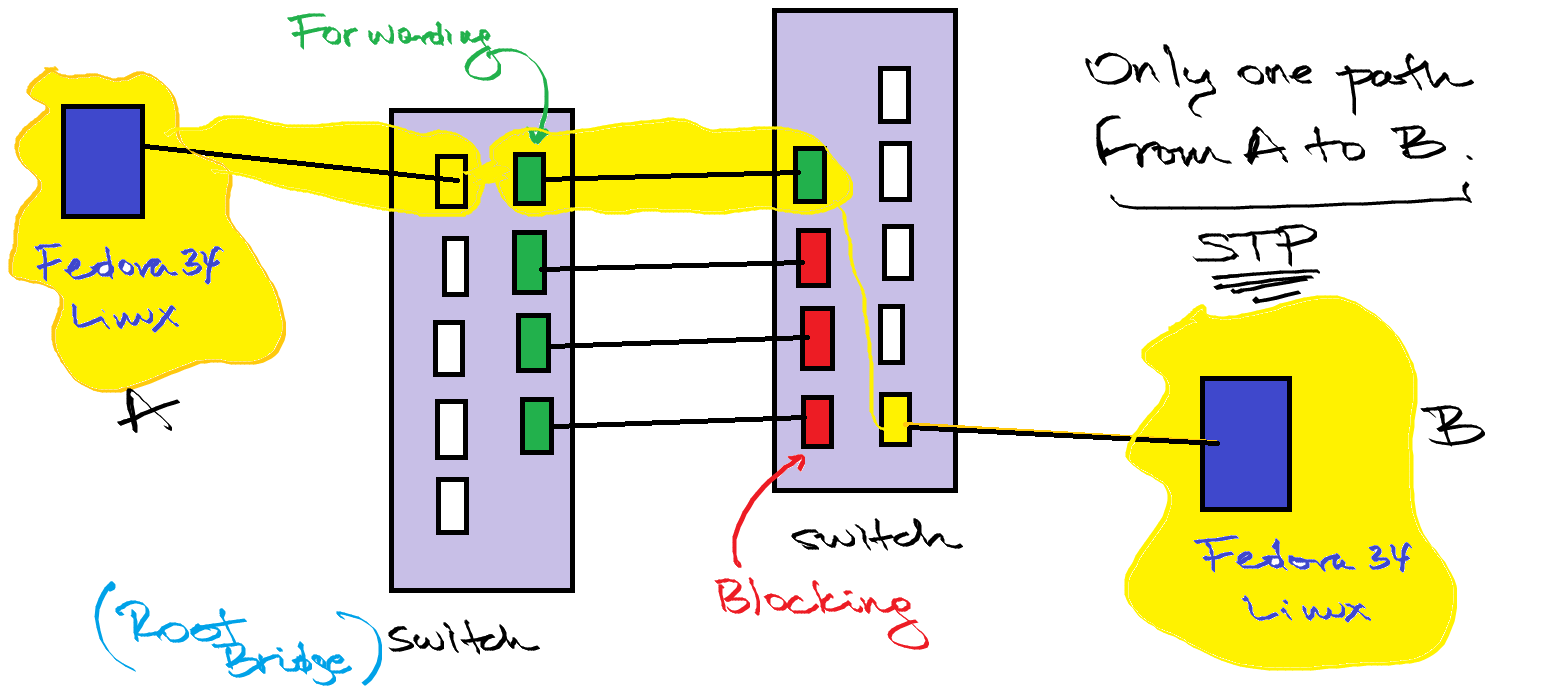 Forwarding
Only one path
From A to B.
STP
Fedora 34
Linux
A
B
switch
Fedora 34
Linux
Blocking
(Root
Bridge)
switch